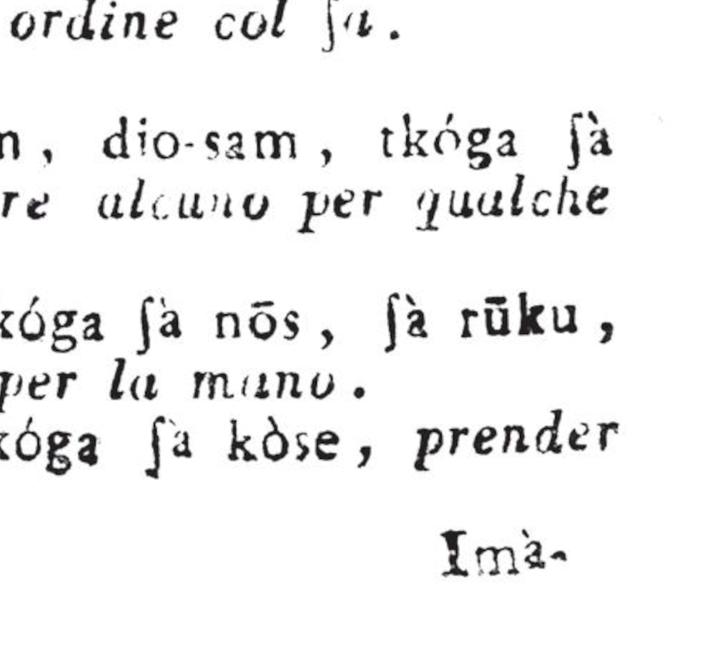 ordine col ſa.
n, dio-sam, tkóga ſà
re alcuno per qualche
kóga ſà nōs, ſà rūku,
per la mano.
kóga ſà kòse, prender
Imà-